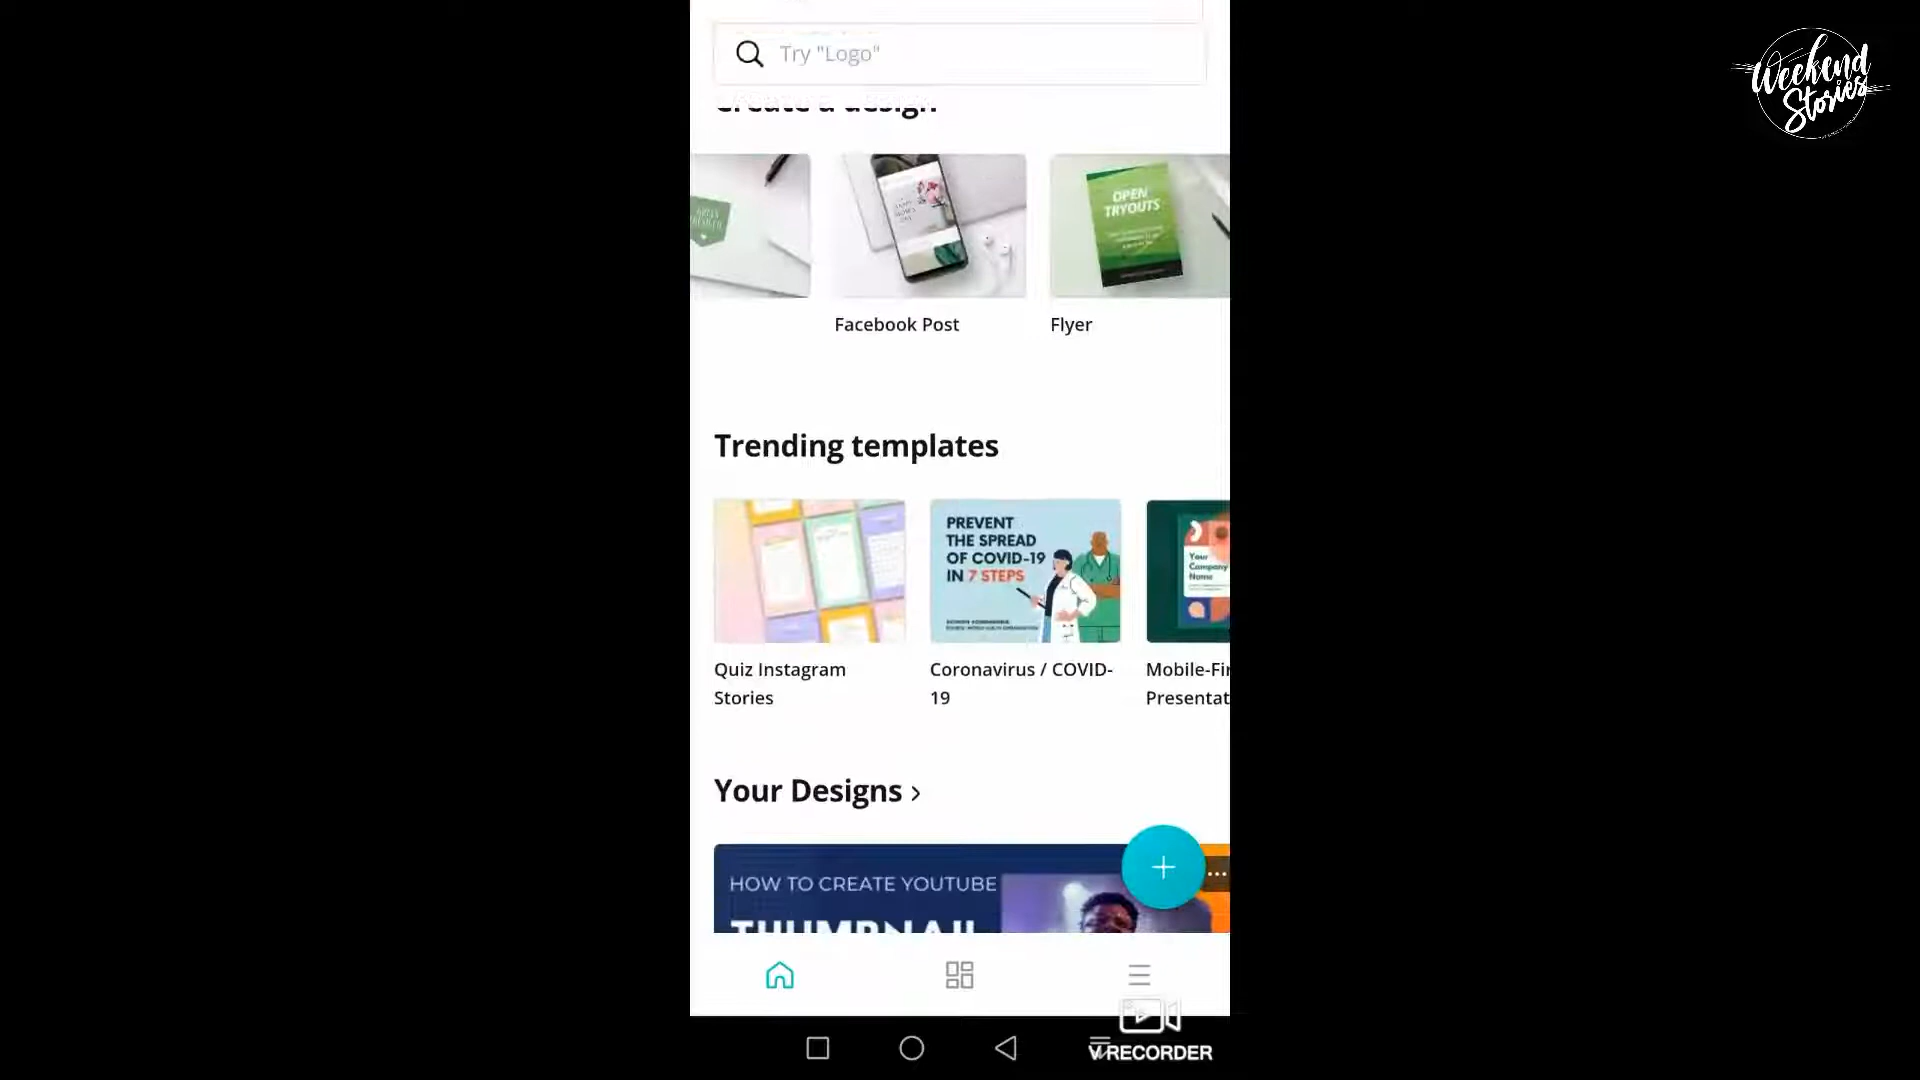 Weekend
Stories
Try "Logo"
Create a design
OPEN
TRYOUTS
Facebook Post
Flyer
Trending templates
PREVENT
THE SPREAD
OF COVID-19
IN 7 STEPS
Your
Company
Name
Quiz Instagram
Stories
Coronavirus / COVID-
19
Mobile-Fir
Presentat
Your Designs
HOW TO CREATE YOUTUBE
THUMBNAIL
V RECORDER